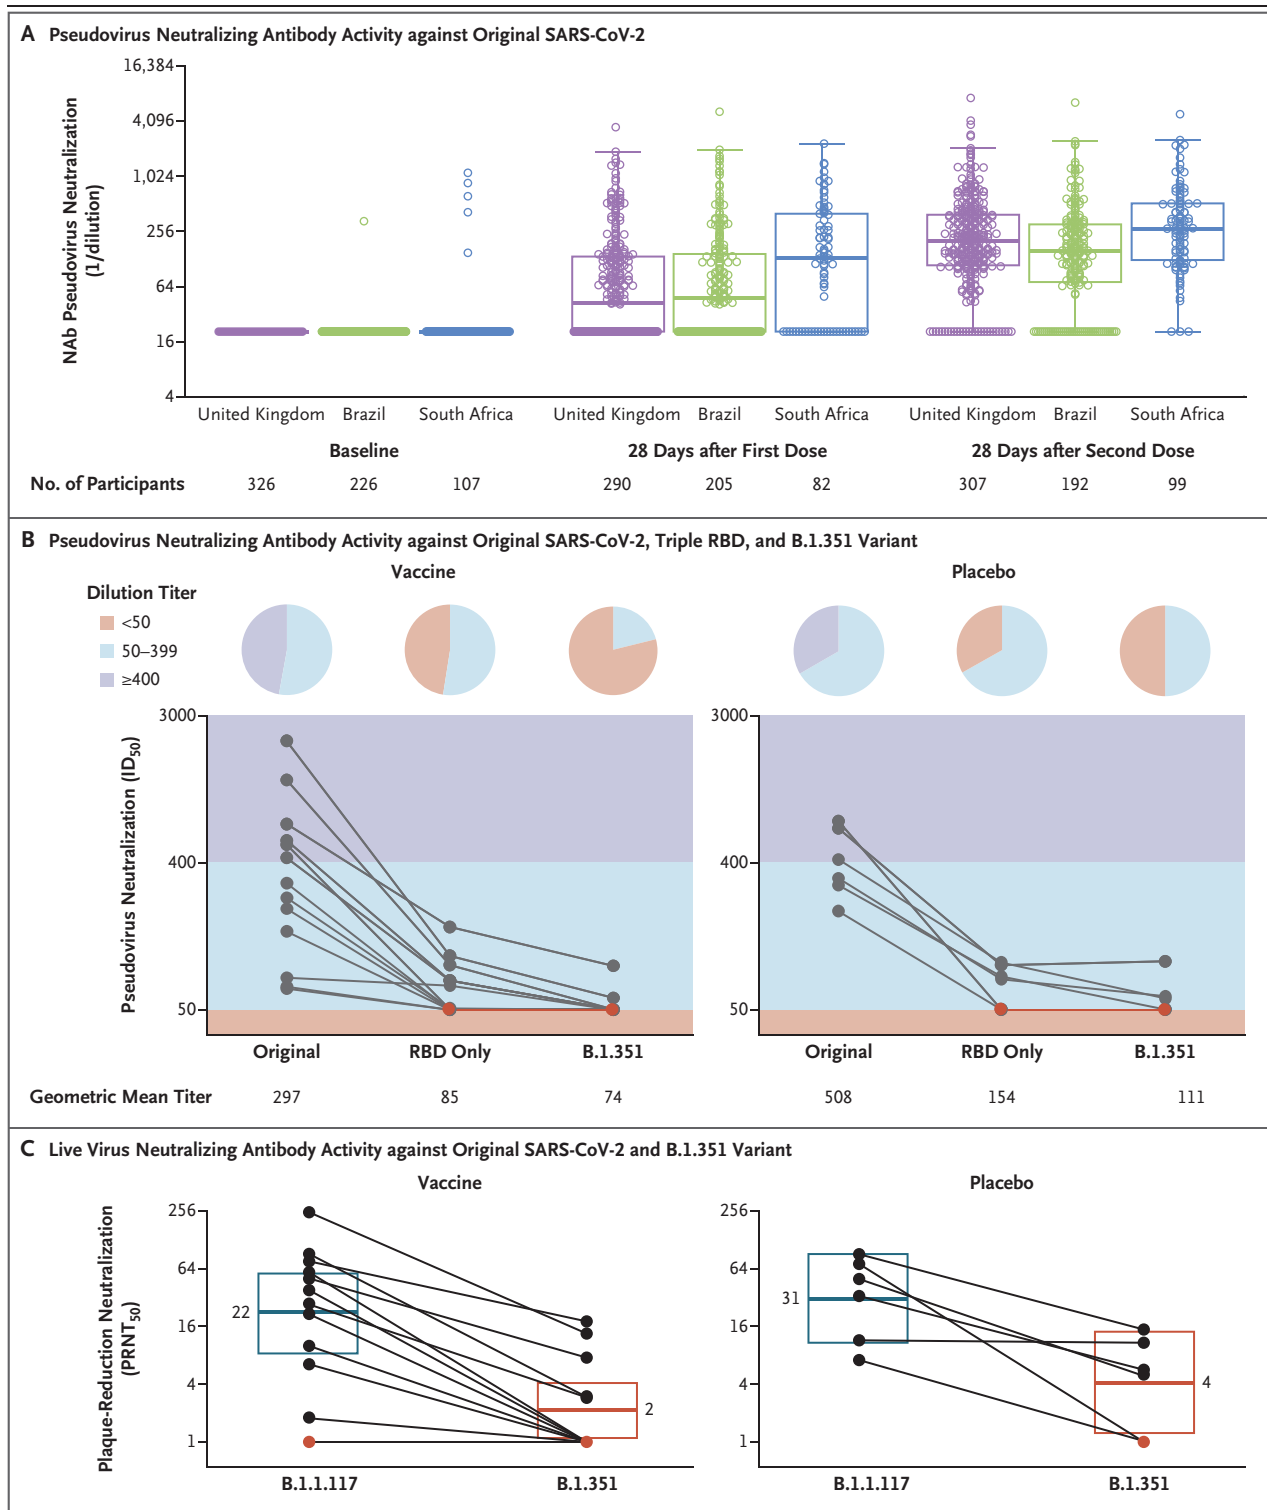 A Pseudovirus Neutralizing Antibody Activity against Original SARS-CoV-2
NAb Pseudovirus Neutralization
(1/dilution)
16,384
4,096
1,024
256
64
16
4
United Kingdom Brazil South Africa United Kingdom Brazil South Africa United Kingdom Brazil South Africa
Baseline 28 Days after First Dose 28 Days after Second Dose
No. of Participants 326 226 107 290 205 82 307 192 99
B Pseudovirus Neutralizing Antibody Activity against Original SARS-CoV-2, Triple RBD, and B.1.351 Variant
Vaccine Placebo
Dilution Titer
<50
50–399
≥400
Pseudovirus Neutralization (ID50)
3000 3000
400 400
50 50
Original RBD Only B.1.351 Original RBD Only B.1.351
Geometric Mean Titer 297 85 74 508 154 111
C Live Virus Neutralizing Antibody Activity against Original SARS-CoV-2 and B.1.351 Variant
Vaccine Placebo
Plaque-Reduction Neutralization
(PRNT50)
256 256
64 64
22 31
16 16
4 4 4
2
1 1
B.1.1.117 B.1.351 B.1.1.117 B.1.351